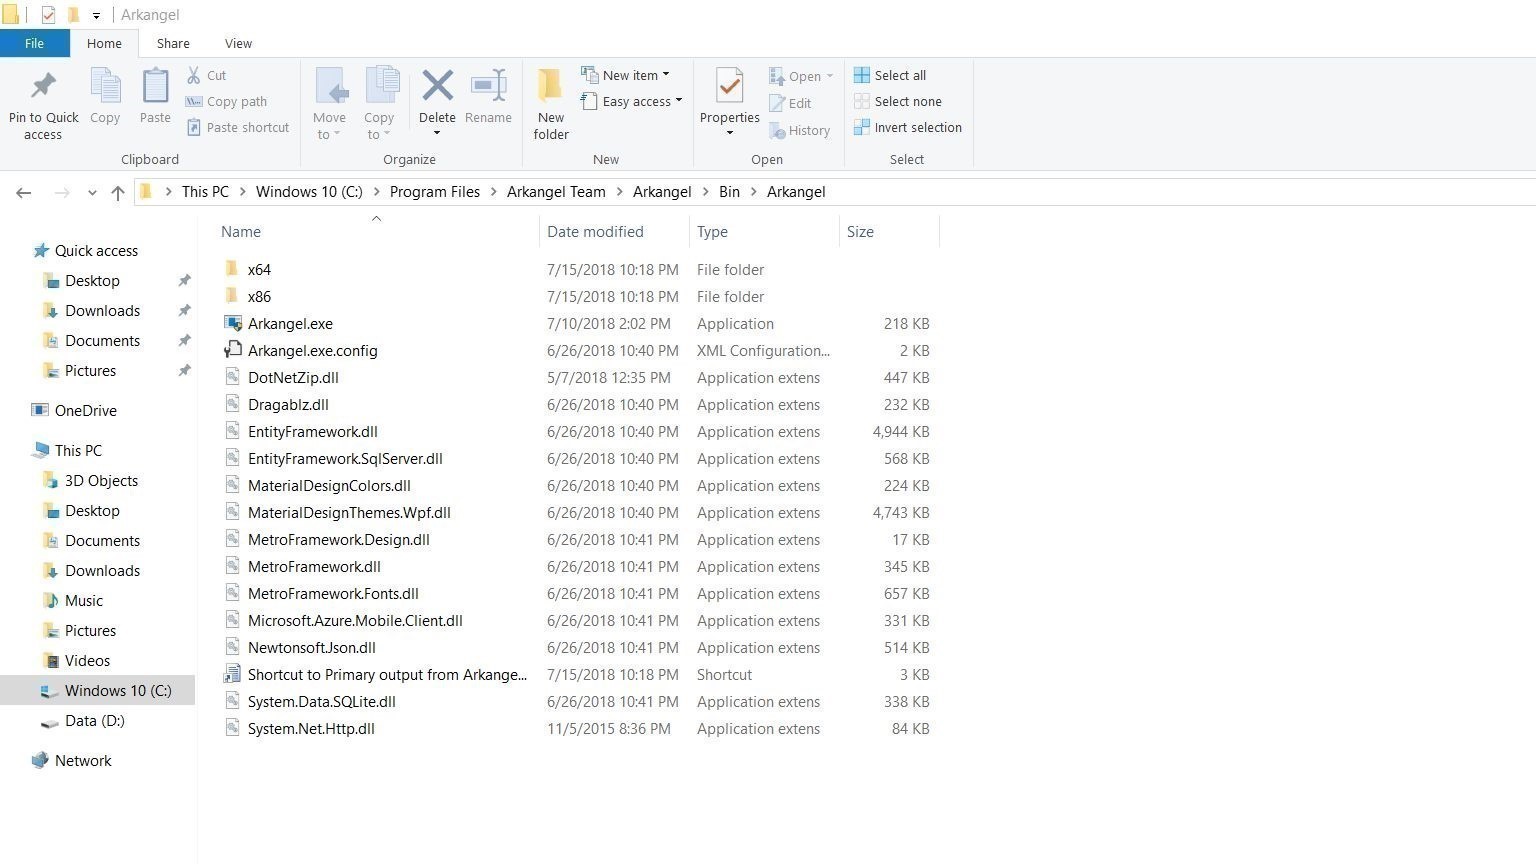 Arkangel
File Home Share View
Pin to Quick access
Copy
Paste
Cut
Copy path
Paste shortcut
Clipboard
Move to
Copy to
Delete
Rename
Organize
New folder
New item
Easy access
New
Properties
Open
Edit
History
Open
Select all
Select none
Invert selection
Select
This PC > Windows 10 (C:) > Program Files > Arkangel Team > Arkangel > Bin > Arkangel
Quick access
Desktop
Downloads
Documents
Pictures
OneDrive
This PC
3D Objects
Desktop
Documents
Downloads
Music
Pictures
Videos
Windows 10 (C:)
Data (D:)
Network
Name Date modified Type Size
x64 7/15/2018 10:18 PM File folder
x86 7/15/2018 10:18 PM File folder
Arkangel.exe 7/10/2018 2:02 PM Application 218 KB
Arkangel.exe.config 6/26/2018 10:40 PM XML Configuration... 2 KB
DotNetZip.dll 5/7/2018 12:35 PM Application extens 447 KB
Dragablz.dll 6/26/2018 10:40 PM Application extens 232 KB
EntityFramework.dll 6/26/2018 10:40 PM Application extens 4,944 KB
EntityFramework.SqlServer.dll 6/26/2018 10:40 PM Application extens 568 KB
MaterialDesignColors.dll 6/26/2018 10:40 PM Application extens 224 KB
MaterialDesignThemes.Wpf.dll 6/26/2018 10:40 PM Application extens 4,743 KB
MetroFramework.Design.dll 6/26/2018 10:41 PM Application extens 17 KB
MetroFramework.dll 6/26/2018 10:41 PM Application extens 345 KB
MetroFramework.Fonts.dll 6/26/2018 10:41 PM Application extens 657 KB
Microsoft.Azure.Mobile.Client.dll 6/26/2018 10:41 PM Application extens 331 KB
Newtonsoft.Json.dll 6/26/2018 10:41 PM Application extens 514 KB
Shortcut to Primary output from Arkange... 7/15/2018 10:18 PM Shortcut 3 KB
System.Data.SQLite.dll 6/26/2018 10:41 PM Application extens 338 KB
System.Net.Http.dll 11/5/2015 8:36 PM Application extens 84 KB